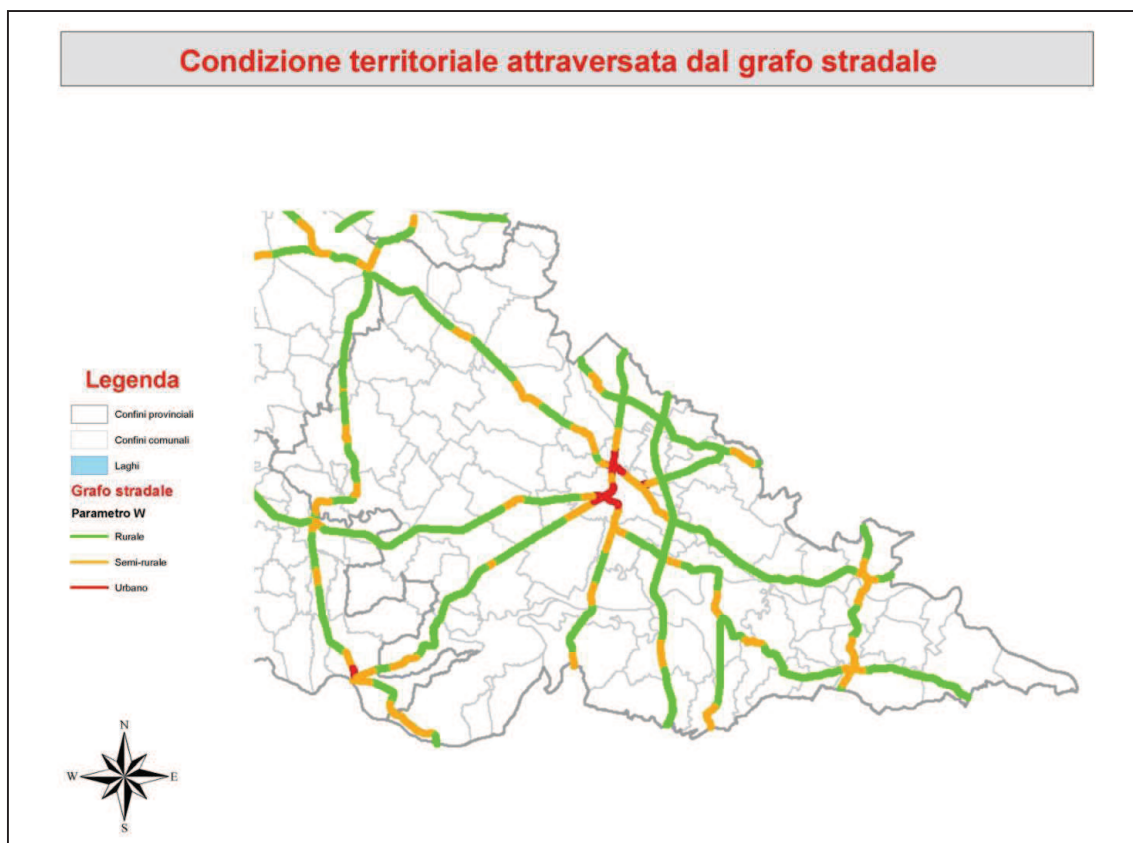 Condizione territoriale attraversata dal grafo stradale
Legenda
Confini provinciali
Confini comunali
Laghi
Grafo stradale
Parametro W
Rurale
Semi-rurale
Urbano
N
W E
S